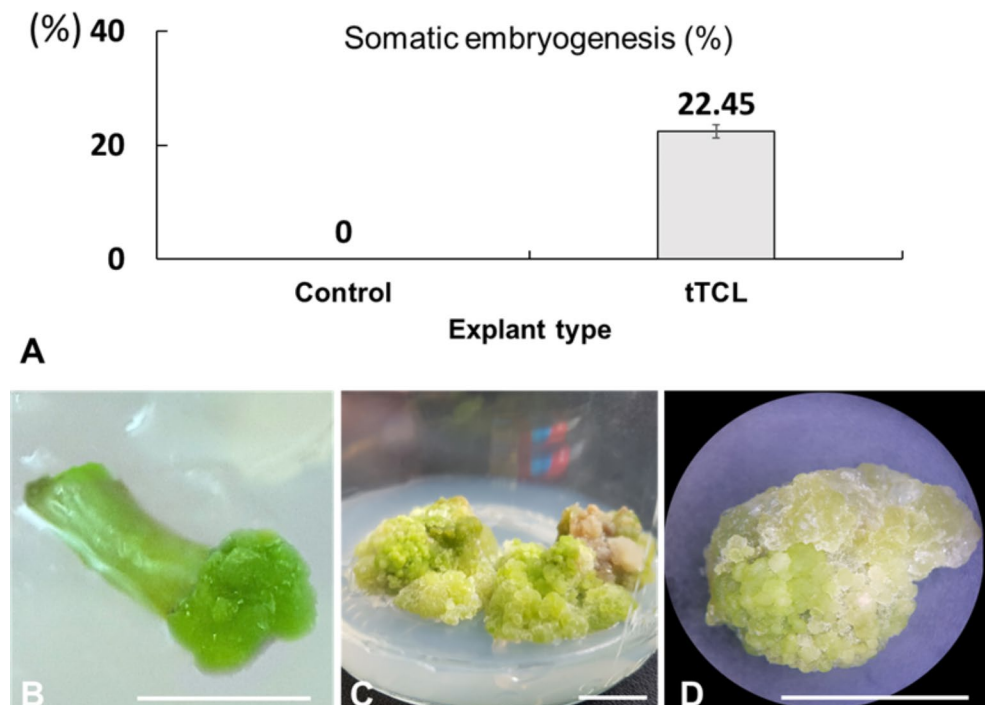 (%) 40
Somatic embryogenesis (%)
22.45
20
0
0
Control
tTCL
Explant type
A
B
C
D